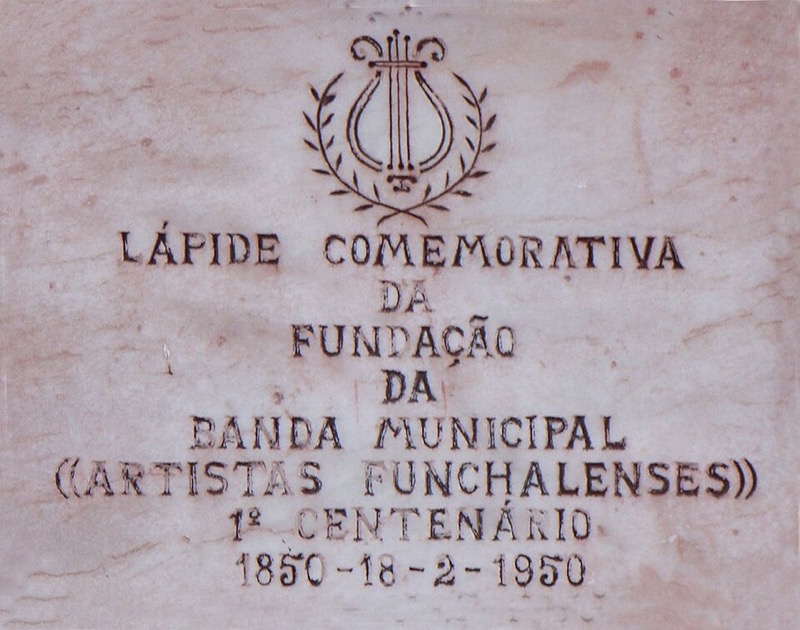 LÁPIDE COMEMORATIVA
DA
FUNDAÇÃO
DA
BANDA MUNICIPAL
((ARTISTAS FUNCHALENSES))
1º CENTENÁRIO
1850-18-2-1950